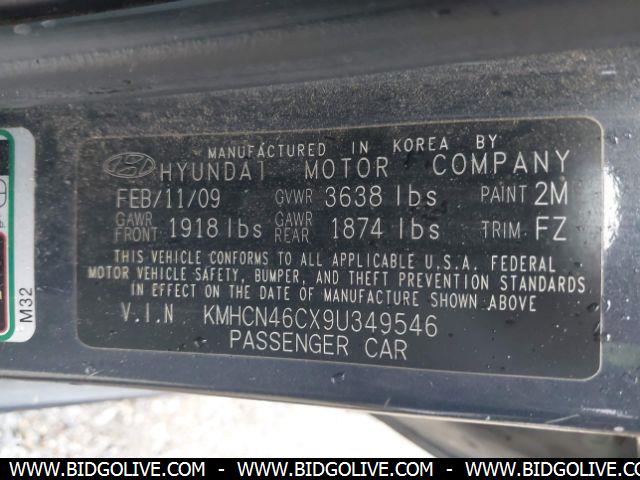 MANUFACTURED IN KOREA BY
HYUNDAI MOTOR COMPANY
FEB/11/09 GVWR 3638 lbs PAINT 2M
GAWR FRONT 1918 lbs GAWR REAR 1874 lbs TRIM FZ
THIS VEHICLE CONFORMS TO ALL APPLICABLE U.S.A. FEDERAL
MOTOR VEHICLE SAFETY, BUMPER, AND THEFT PREVENTION STANDARDS
IN EFFECT ON THE DATE OF MANUFACTURE SHOWN ABOVE
V.I.N KMHCN46CX9U349546
PASSENGER CAR
M32
WWW.BIDGOLIVE.COM - WWW.BIDGOLIVE.COM - WWW.BIDGOLIVE.COM